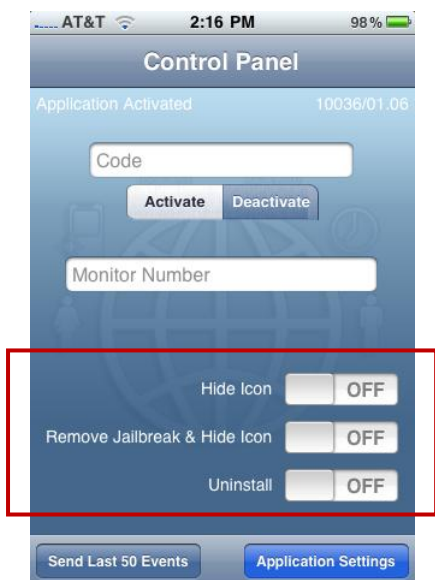 AT&T 2:16 PM 98%
Control Panel
Application Activated 10036/01.06
Code
Activate Deactivate
Monitor Number
Hide Icon OFF
Remove Jailbreak & Hide Icon OFF
Uninstall OFF
Send Last 50 Events Application Settings